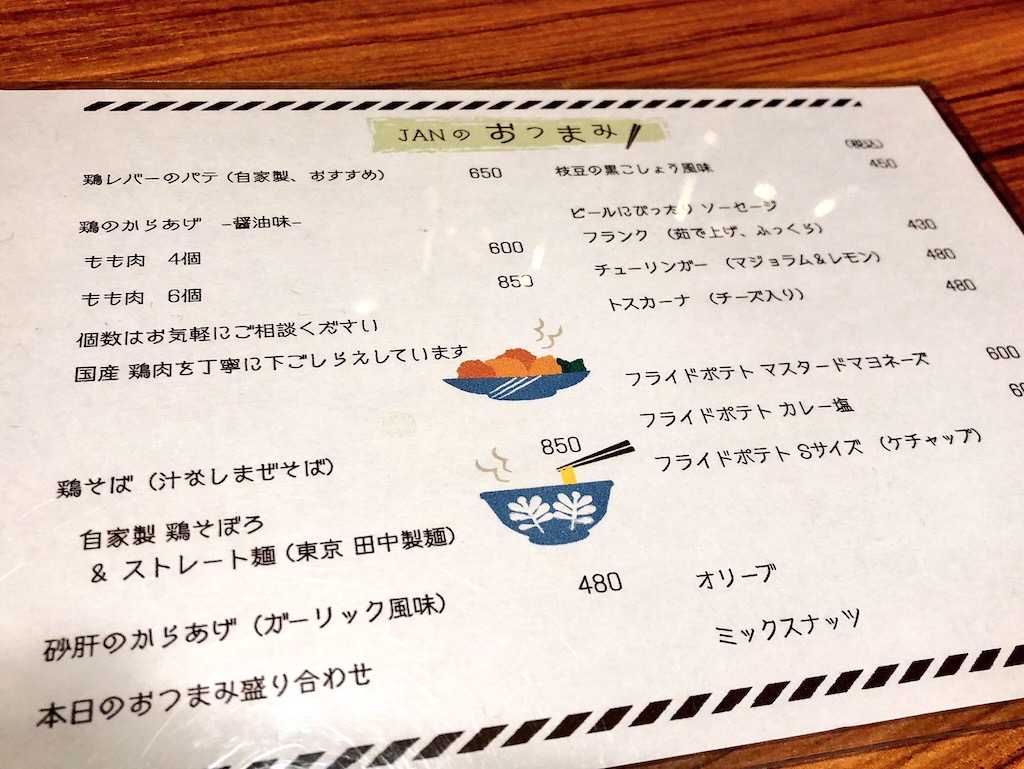 JANの おつまみ
(税込)
鶏レバーのパテ (自家製、おすすめ) 650
鶏のからあげ -醤油味-
もも肉 4個 600
もも肉 6個 850
個数はお気軽にご相談ください
国産 鶏肉を丁寧に下ごしらえしています
鶏そば (汁なしまぜそば) 850
自家製 鶏そぼろ
& ストレート麺 (東京 田中製麺)
砂肝のからあげ (ガーリック風味) 480
本日のおつまみ盛り合わせ
枝豆の黒こしょう風味 450
ビールにぴったり ソーセージ
フランク (茹で上げ、ふっくら) 430
チューリンガー (マジョラム&レモン) 480
トスカーナ (チーズ入り) 480
フライドポテト マスタードマヨネーズ 600
フライドポテト カレー塩
フライドポテト Sサイズ (ケチャップ)
オリーブ
ミックスナッツ